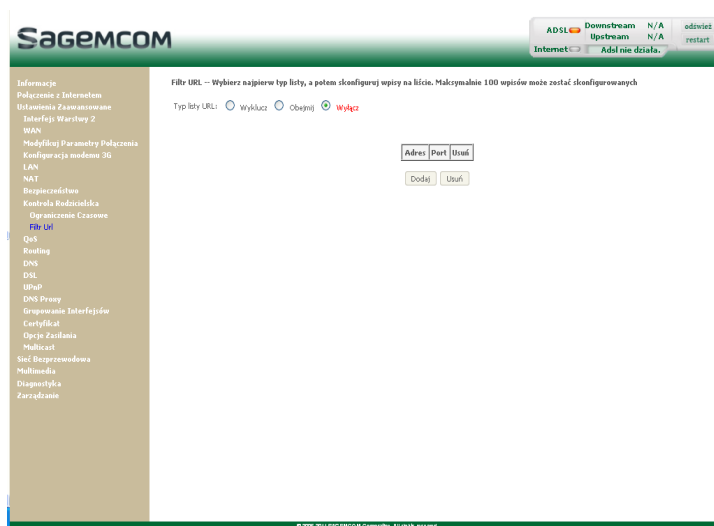 Sagemcom
ADSL Downstream N/A
Upstream N/A
Internet Adsl nie działa.
odśwież
restart
Informacje
Połączenie z Internetem
Ustawienia Zaawansowane
Interfejs Warstwy 2
WAN
Modyfikuj Parametry Połączenia
Konfiguracja modemu 3G
LAN
NAT
Bezpieczeństwo
Kontrola Rodzicielska
Ograniczenie Czasowe
Filtr Url
QoS
Routing
DNS
DSL
UPnP
DNS Proxy
Grupowanie Interfejsów
Certyfikat
Opcje Zasilania
Multicast
Sieć Bezprzewodowa
Multimedia
Diagnostyka
Zarządzanie
Filtr URL -- Wybierz najpierw typ listy, a potem skonfiguruj wpisy na liście. Maksymalnie 100 wpisów może zostać skonfigurowanych
Typ listy URL: Wyklucz Obejmij Wyłącz
Adres Port Usuń
Dodaj Usuń